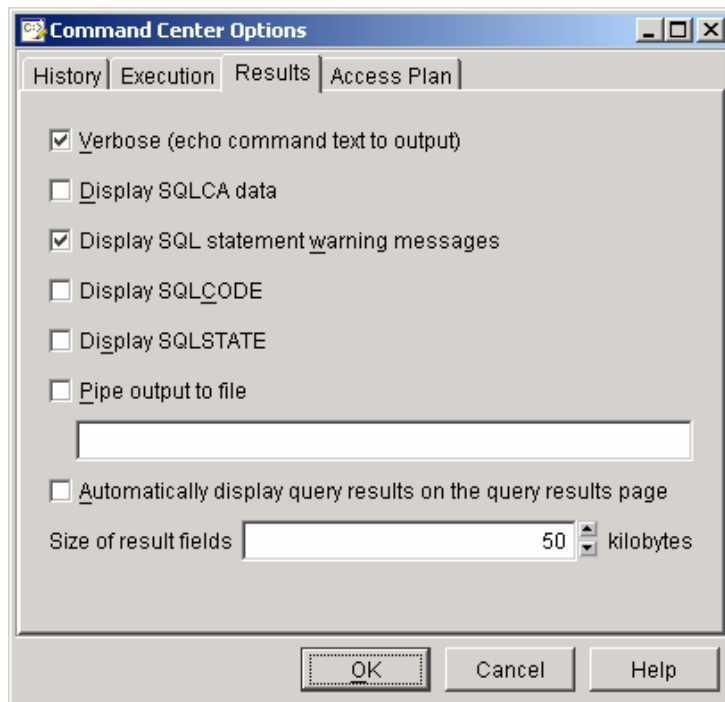 Command Center Options
History Execution Results Access Plan
Verbose (echo command text to output)
Display SQLCA data
Display SQL statement warning messages
Display SQLCODE
Display SQLSTATE
Pipe output to file
Automatically display query results on the query results page
Size of result fields 50 kilobytes
OK Cancel Help